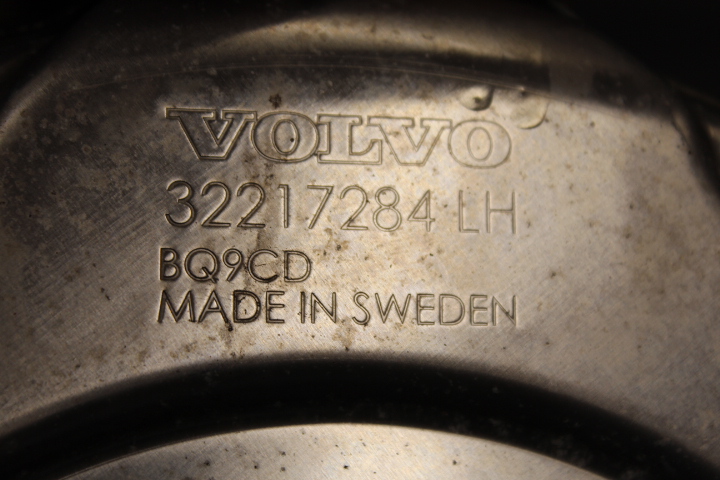 VOLVO
32217284 LH
BQ9CD
MADE IN SWEDEN